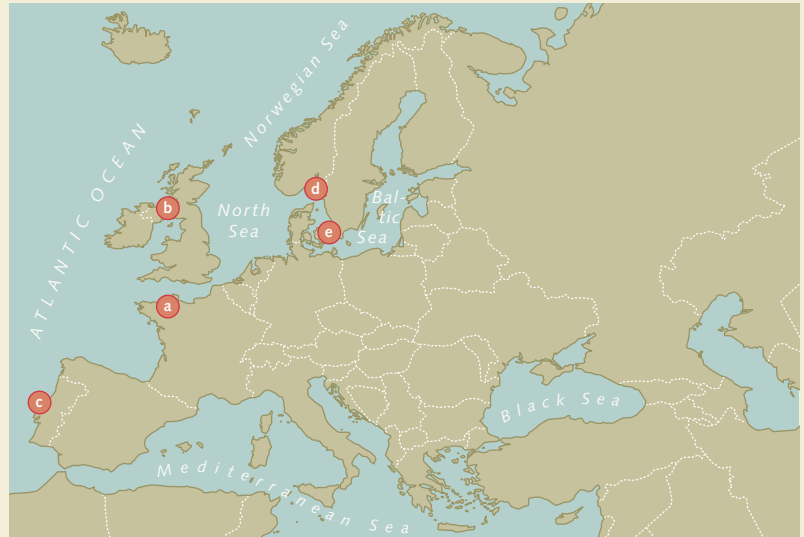 Norwegian Sea
ATLANTIC OCEAN
d
b
North
Sea
Bal-
tic
Sea
e
a
c
Black Sea
Mediterranean Sea